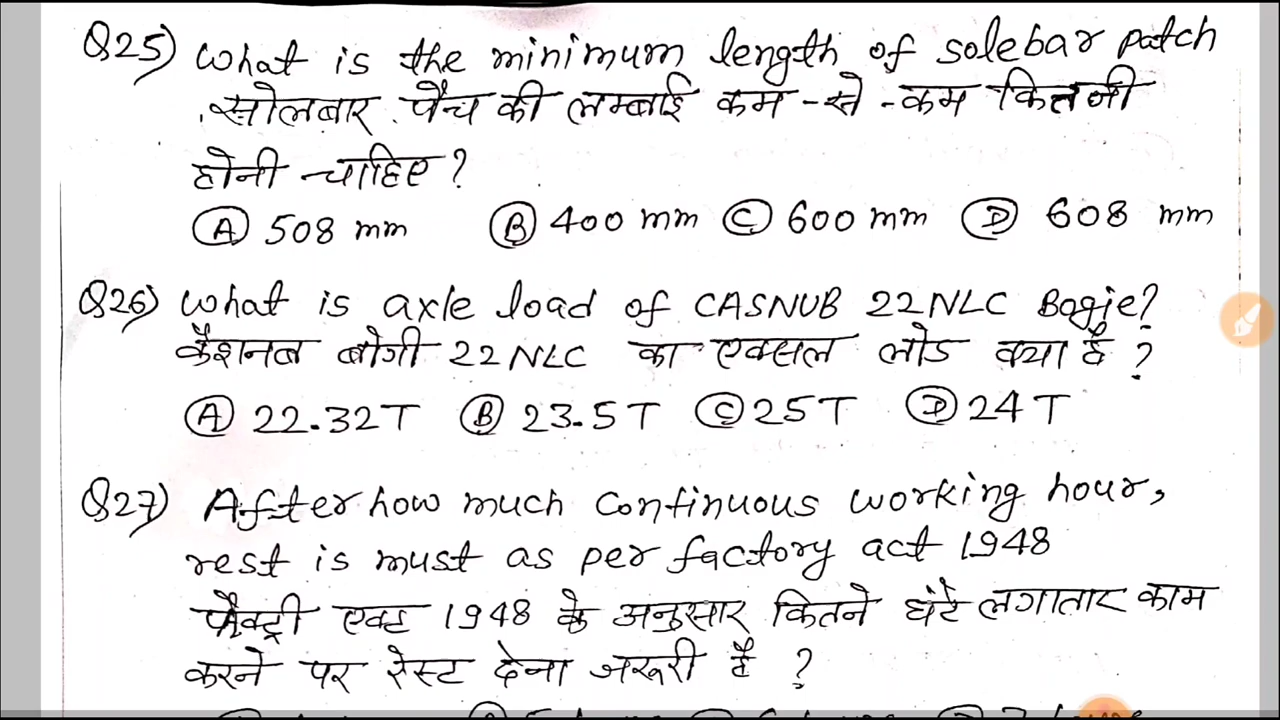 Q25) What is the minimum length of solebar patch
सोलबार पैच की लम्बाई कम-से-कम कितनी
होनी चाहिए?
(A) 508 mm (B) 400 mm (C) 600 mm (D) 608 mm
Q26) What is axle load of CASNUB 22NLC Bogie?
कैशनब बोगी 22NLC का एक्सल लोड क्या है ?
(A) 22.32T (B) 23.5T (C) 25T (D) 24T
Q27) After how much continuous working hour,
rest is must as per factory act 1948
फैक्ट्री एक्ट 1948 के अनुसार कितने घंटे लगातार काम
करने पर रेस्ट देना जरूरी है ?